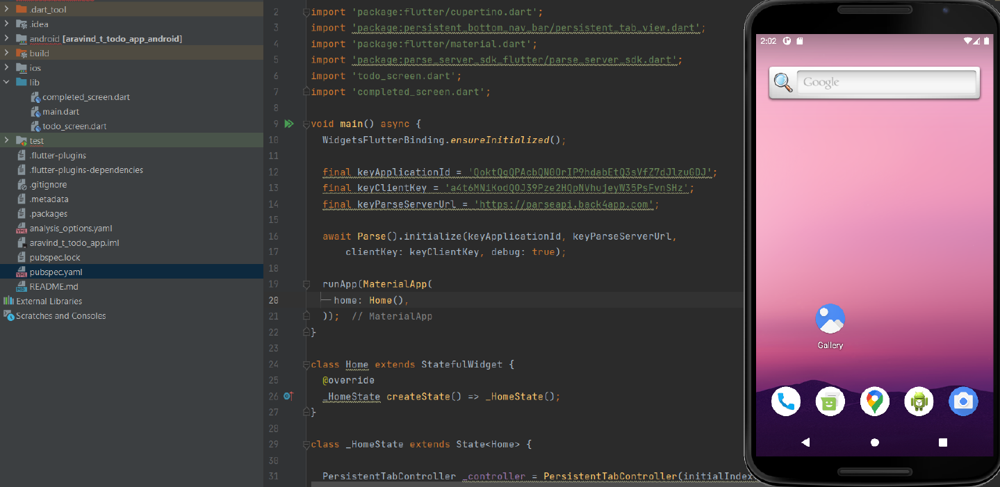 .dart_tool
.idea
android [aravind_t_todo_app_android]
build
ios
lib
completed_screen.dart
main.dart
todo_screen.dart
test
.flutter-plugins
.flutter-plugins-dependencies
.gitignore
.metadata
.packages
analysis_options.yaml
aravind_t_todo_app.iml
pubspec.lock
pubspec.yaml
README.md
External Libraries
Scratches and Consoles
2 import 'package:flutter/cupertino.dart';
3 import 'package:persistent_bottom_nav_bar/persistent_tab_view.dart';
4 import 'package:flutter/material.dart';
5 import 'package:parse_server_sdk_flutter/parse_server_sdk.dart';
6 import 'todo_screen.dart';
7 import 'completed_screen.dart';
8
9 void main() async {
10 WidgetsFlutterBinding.ensureInitialized();
11
12 final keyApplicationId =
13 final keyClientKey =
14 final keyParseServerUrl = 'https://parseapi.back4app.com';
15
16 await Parse().initialize(keyApplicationId, keyParseServerUrl,
17 clientKey: keyClientKey, debug: true);
18
19 runApp(MaterialApp(
20 home: Home(),
21 )); // MaterialApp
22 }
23
24 class Home extends StatefulWidget {
25 @override
26 _HomeState createState() => _HomeState();
27 }
28
29 class _HomeState extends State<Home> {
30
31 PersistentTabController _controller = PersistentTabController(initialIndex
2:02
Google
Gallery